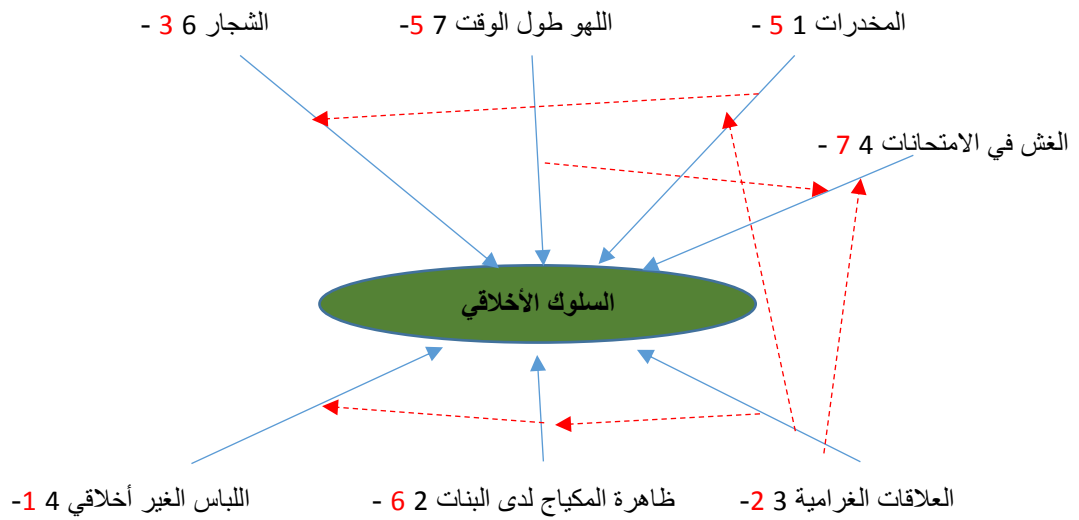 المخدرات 1 5 -
اللهو طول الوقت 7 5-
الشجار 6 3 -
الغش في الامتحانات 4 7 -
السلوك الأخلاقي
العلاقات الغرامية 3 2-
ظاهرة المكياج لدى البنات 2 6 -
اللباس الغير أخلاقي 4 1-